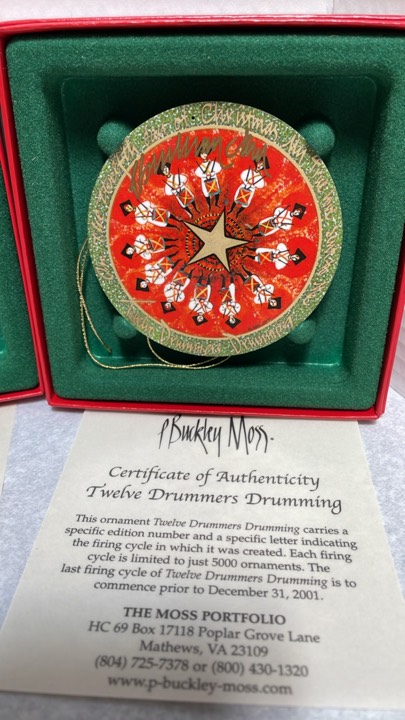 P Buckley Moss.
Certificate of Authenticity
Twelve Drummers Drumming
This ornament Twelve Drummers Drumming carries a
specific edition number and a specific letter indicating
the firing cycle in which it was created. Each firing
cycle is limited to just 5000 ornaments. The
last firing cycle of Twelve Drummers Drumming is to
commence prior to December 31, 2001.
THE MOSS PORTFOLIO
HC 69 Box 17118 Poplar Grove Lane
Mathews, VA 23109
(804) 725-7378 or (800) 430-1320
www.p-buckley-moss.com